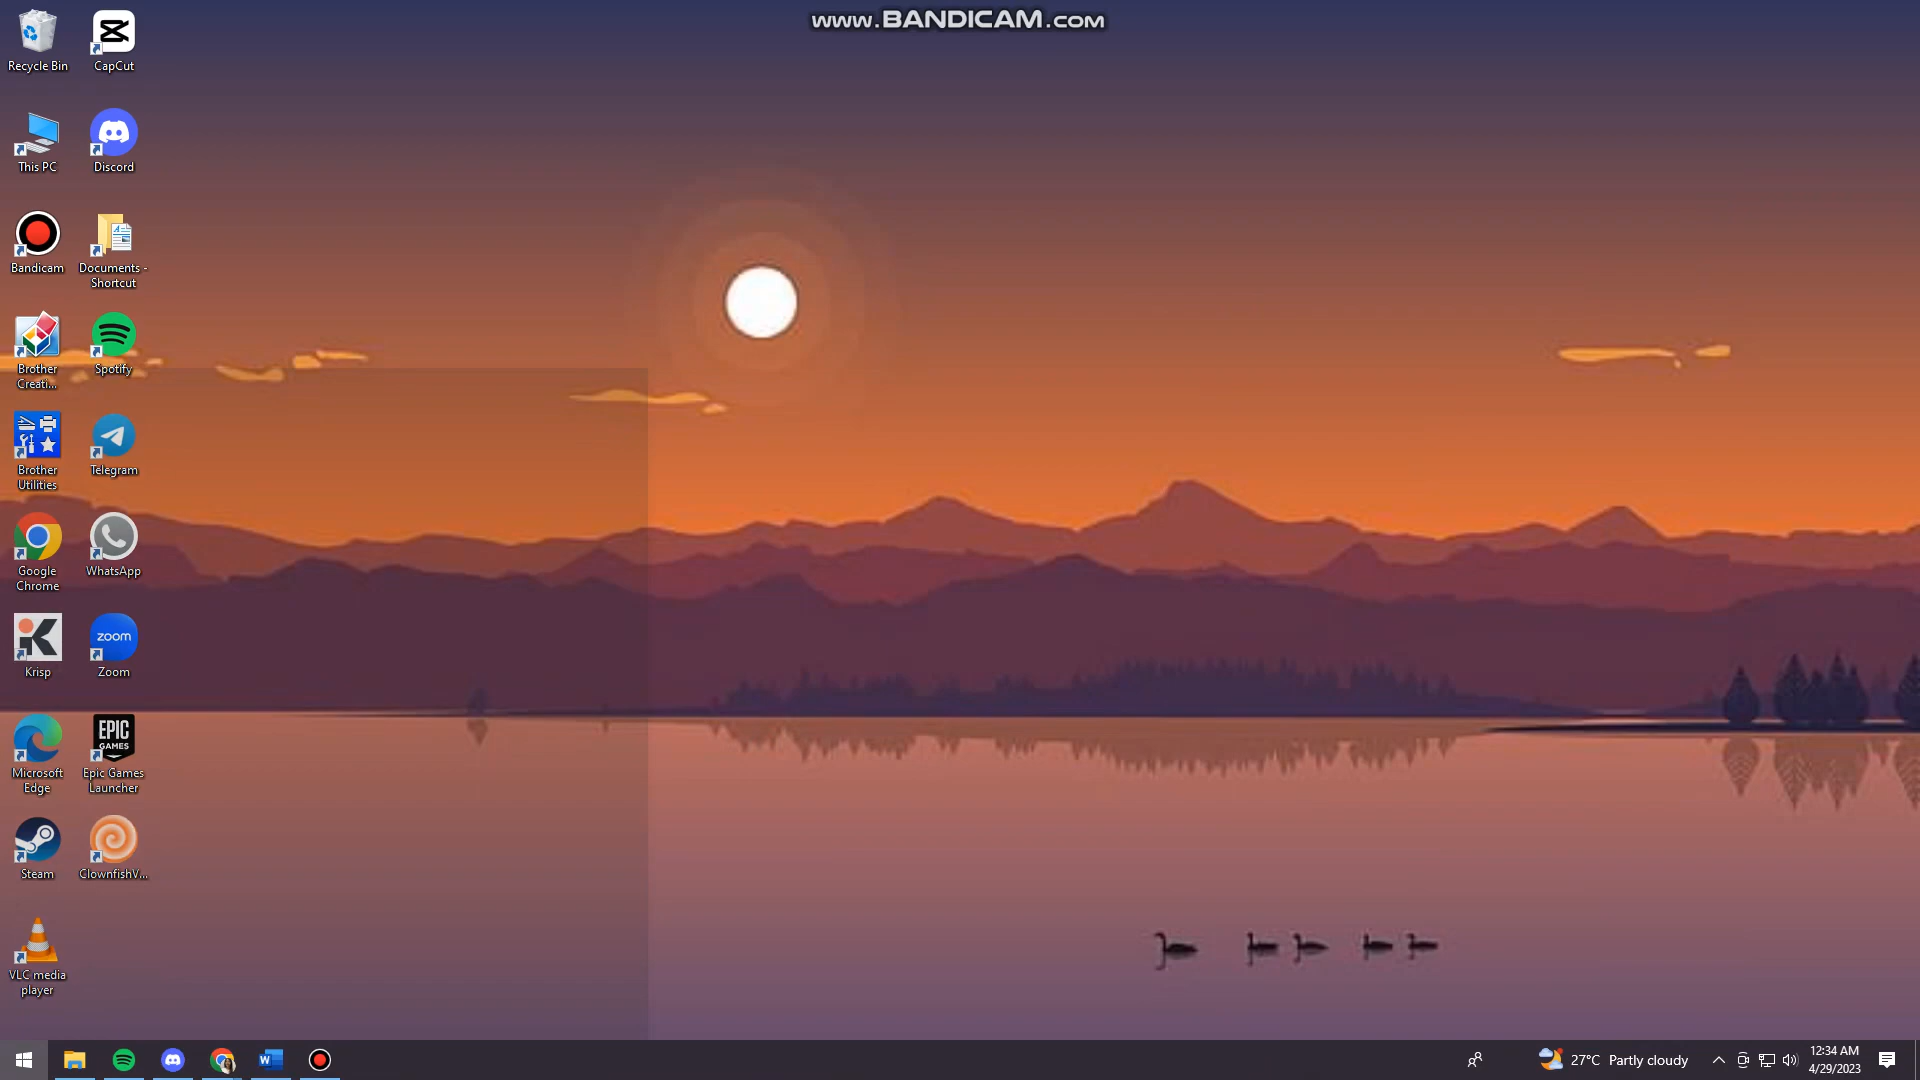 www.BANDICAM.com
Recycle Bin
CapCut
This PC
Discord
Bandicam
Documents -
Shortcut
Brother
Creati...
Spotify
Brother
Utilities
Telegram
Google
Chrome
WhatsApp
Krisp
zoom
Zoom
Microsoft
Edge
EPIC
GAMES
Epic Games
Launcher
Steam
ClownfishV...
VLC media
player
W
27°C Partly cloudy
12:34 AM
4/29/2023